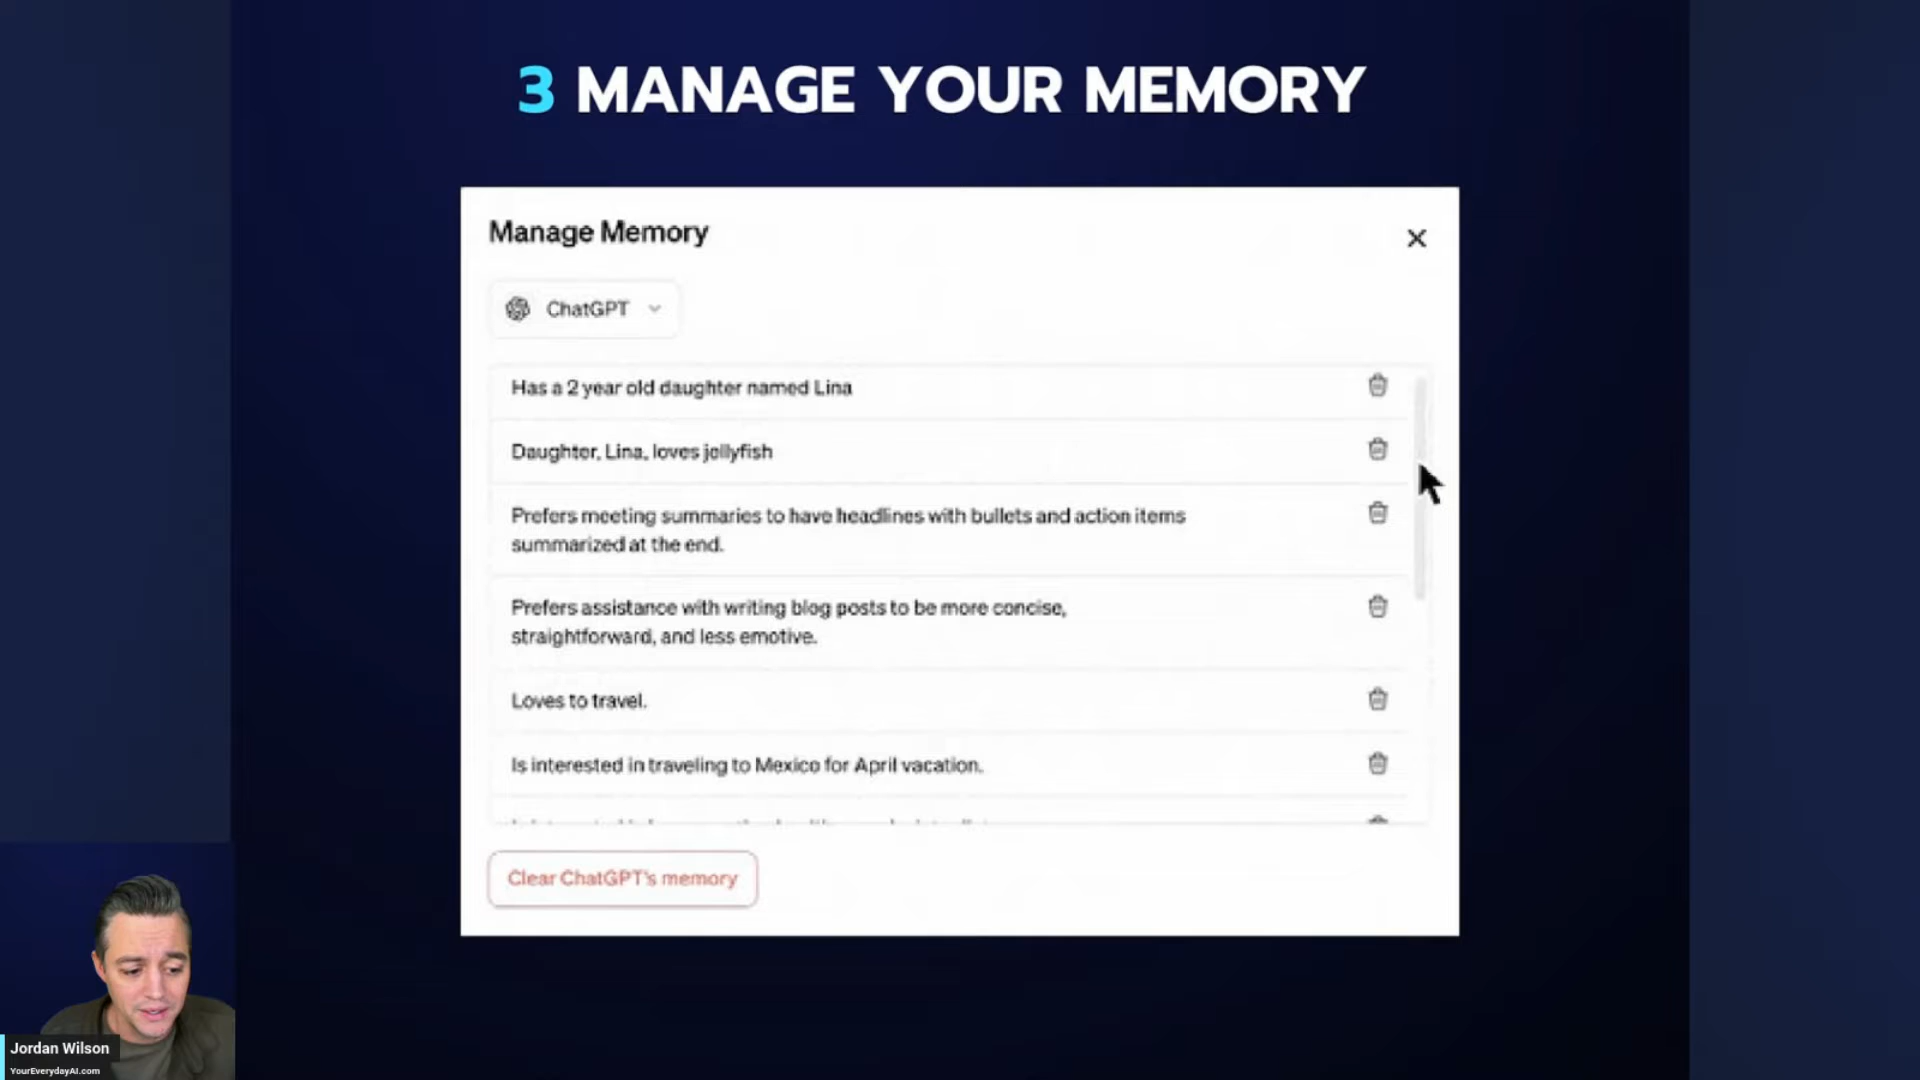 3 MANAGE YOUR MEMORY
Manage Memory
ChatGPT
Has a 2 year old daughter named Lina
Daughter, Lina, loves jellyfish
Prefers meeting summaries to have headlines with bullets and action items
summarized at the end.
Prefers assistance with writing blog posts to be more concise,
straightforward, and less emotive.
Loves to travel.
Is interested in traveling to Mexico for April vacation.
Clear ChatGPT's memory
Jordan Wilson
YourEverydayAI.com